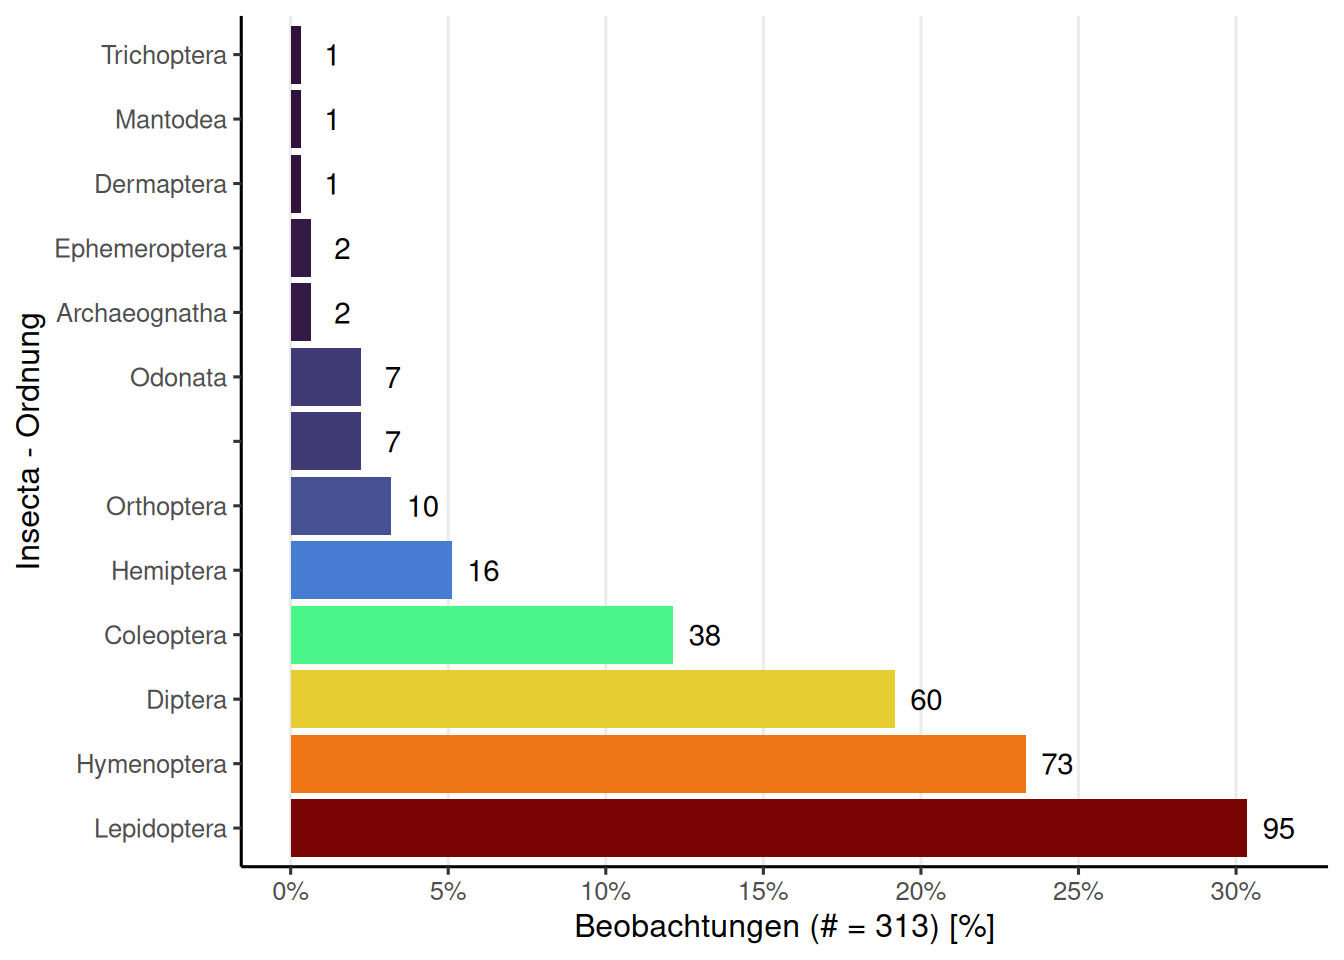 Insecta - Ordnung
Trichoptera 1
Mantodea 1
Dermaptera 1
Ephemeroptera 2
Archaeognatha 2
Odonata 7
7
Orthoptera 10
Hemiptera 16
Coleoptera 38
Diptera 60
Hymenoptera 73
Lepidoptera 95
0% 5% 10% 15% 20% 25% 30%
Beobachtungen (# = 313) [%]